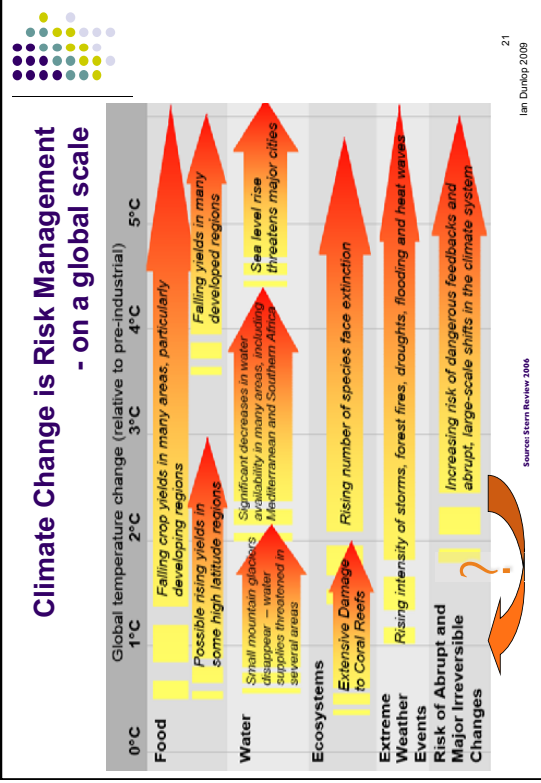 Climate Change is Risk Management
- on a global scale
Global temperature change (relative to pre-industrial)
0°C
1°C
2°C
3°C
4°C
5°C
Food
Falling crop yields in many areas, particularly
developing regions
Possible rising yields in
some high latitude regions
Falling yields in many
developed regions
Water
Small mountain glaciers
disappear – water
supplies threatened in
several areas
Significant decreases in water
availability in many areas, including
Mediterranean and Southern Africa
Sea level rise
threatens major cities
Ecosystems
Extensive Damage
to Coral Reefs
Rising number of species face extinction
Extreme
Weather
Events
Rising intensity of storms, forest fires, droughts, flooding and heat waves
Risk of Abrupt and
Major Irreversible
Changes
Increasing risk of dangerous feedbacks and
abrupt, large-scale shifts in the climate system
?
Source: Stern Review 2006
21
Ian Dunlop 2009